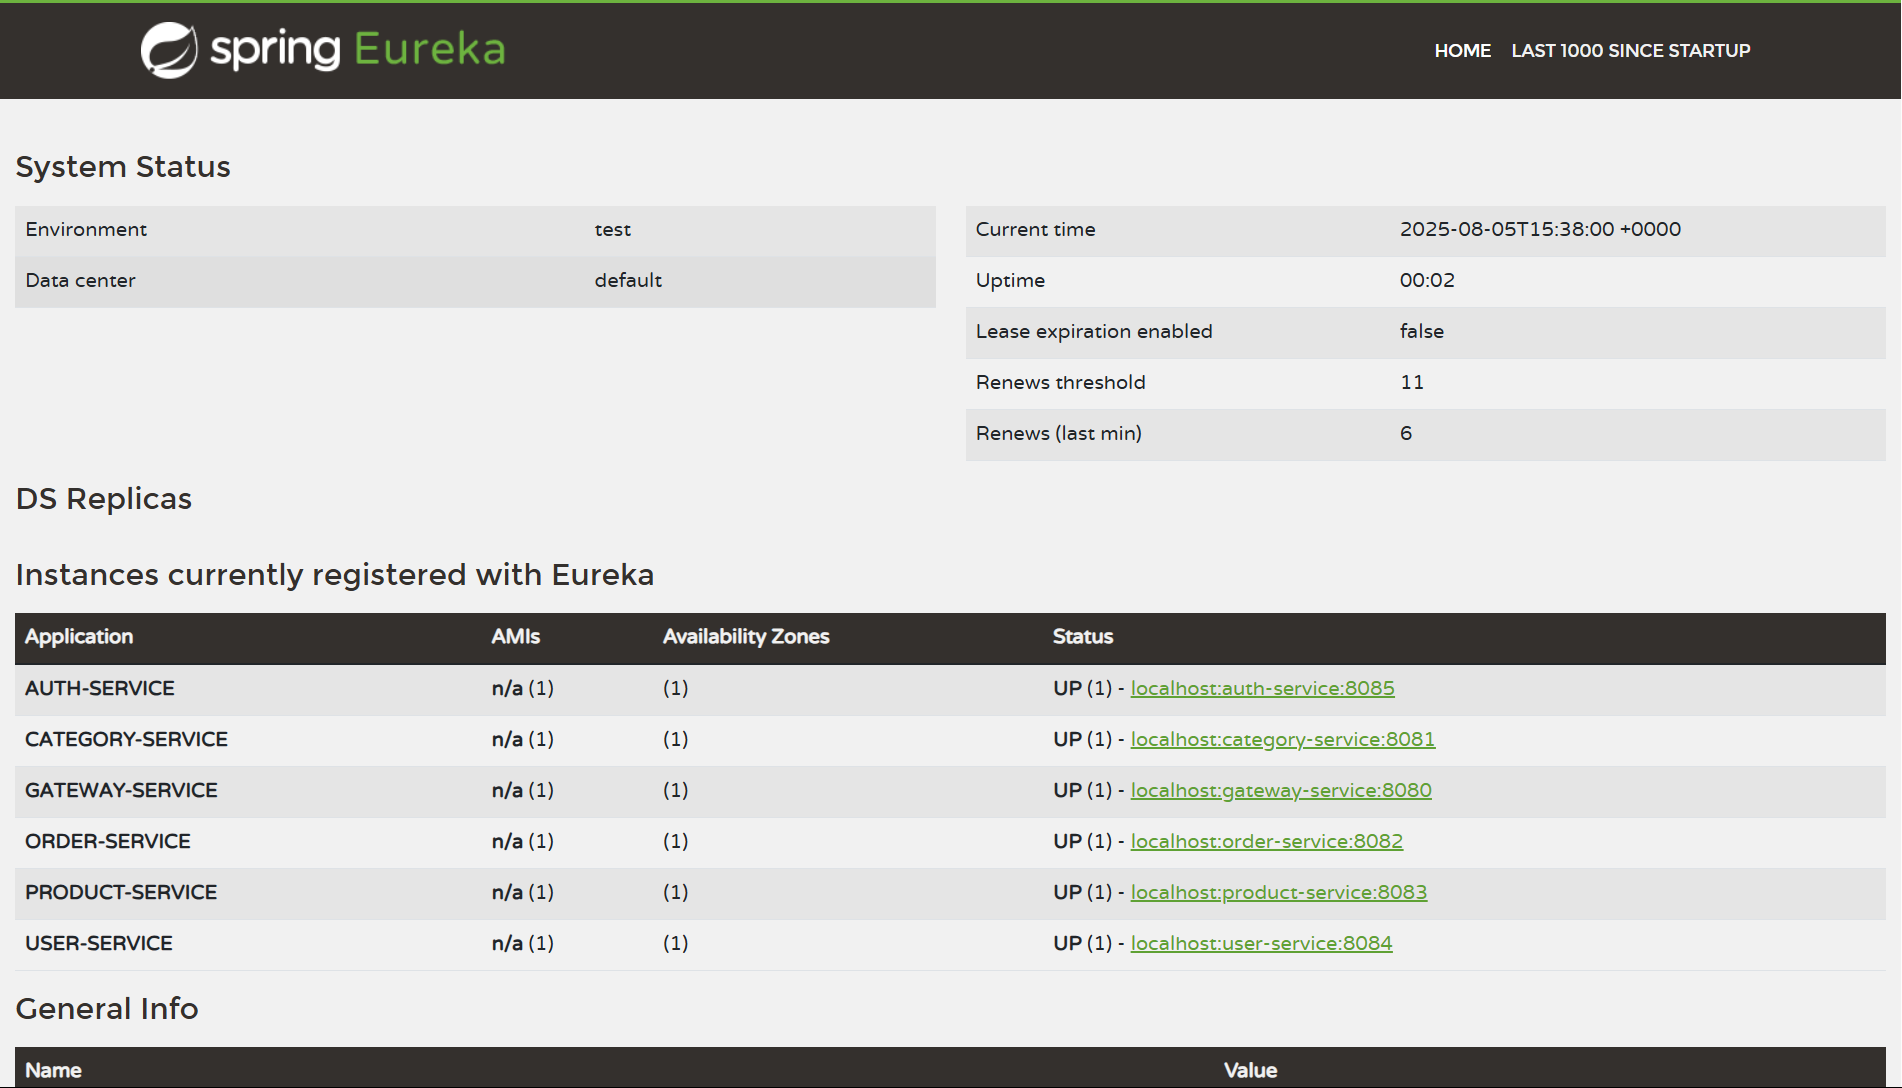 spring Eureka
HOME LAST 1000 SINCE STARTUP
System Status
Environment test
Data center default
Current time 2025-08-05T15:38:00 +0000
Uptime 00:02
Lease expiration enabled false
Renews threshold 11
Renews (last min) 6
DS Replicas
Instances currently registered with Eureka
Application AMIs Availability Zones Status
AUTH-SERVICE n/a (1) (1) UP (1) - localhost:auth-service:8085
CATEGORY-SERVICE n/a (1) (1) UP (1) - localhost:category-service:8081
GATEWAY-SERVICE n/a (1) (1) UP (1) - localhost:gateway-service:8080
ORDER-SERVICE n/a (1) (1) UP (1) - localhost:order-service:8082
PRODUCT-SERVICE n/a (1) (1) UP (1) - localhost:product-service:8083
USER-SERVICE n/a (1) (1) UP (1) - localhost:user-service:8084
General Info
Name Value